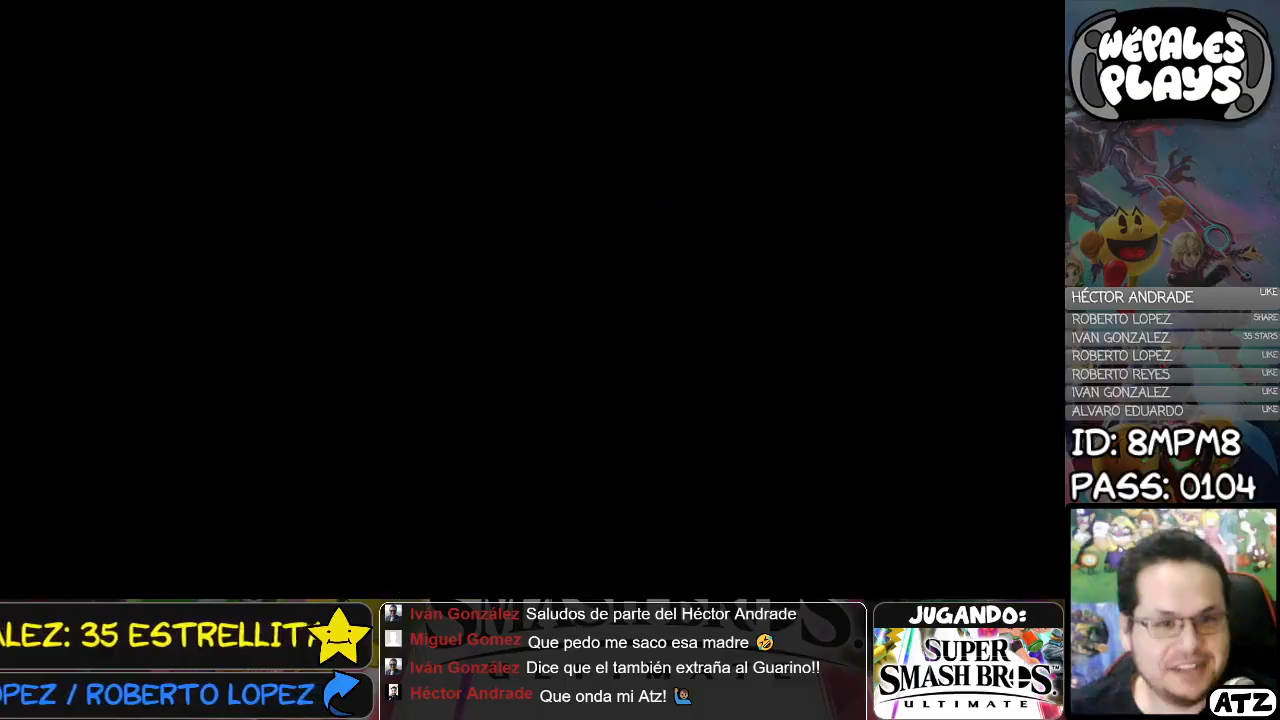 WÉPALES
PLAYS
HÉCTOR ANDRADE LIKE
ROBERTO LOPEZ SHARE
IVAN GONZALEZ 35 STARS
ROBERTO LOPEZ LIKE
ROBERTO REYES LIKE
IVAN GONZALEZ LIKE
ALVARO EDUARDO LIKE
ID: 8MPM8
PASS: 0104
ALEZ: 35 ESTRELLITA
OPEZ / ROBERTO LOPEZ
Iván González Saludos de parte del Héctor Andrade
Miguel Gomez Que pedo me saco esa madre 🤣
Iván González Dice que el también extraña al Guarino!!
Héctor Andrade Que onda mi Atz! 🙋🏽‍♂️
JUGANDO:
SUPER
SMASH BROS.
ULTIMATE
ATZ